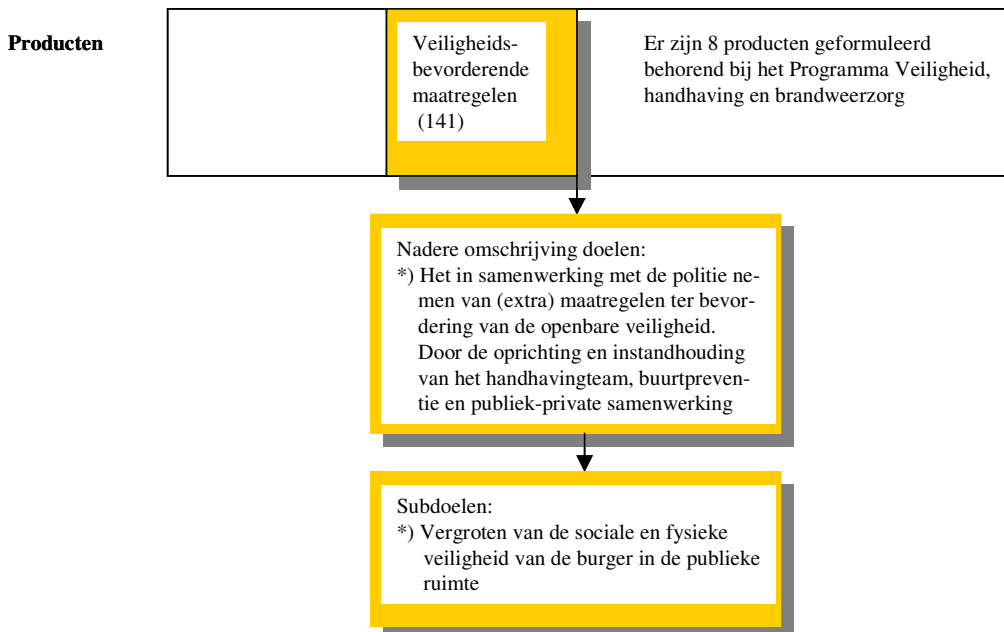 Producten
Veiligheids-
bevorderende
maatregelen
(141)
Er zijn 8 producten geformuleerd
behorend bij het Programma Veiligheid,
handhaving en brandweerzorg
Nadere omschrijving doelen:
*) Het in samenwerking met de politie ne-
men van (extra) maatregelen ter bevor-
dering van de openbare veiligheid.
Door de oprichting en instandhouding
van het handhavingteam, buurtpreven-
tie en publiek-private samenwerking
Subdoelen:
*) Vergroten van de sociale en fysieke
veiligheid van de burger in de publieke
ruimte